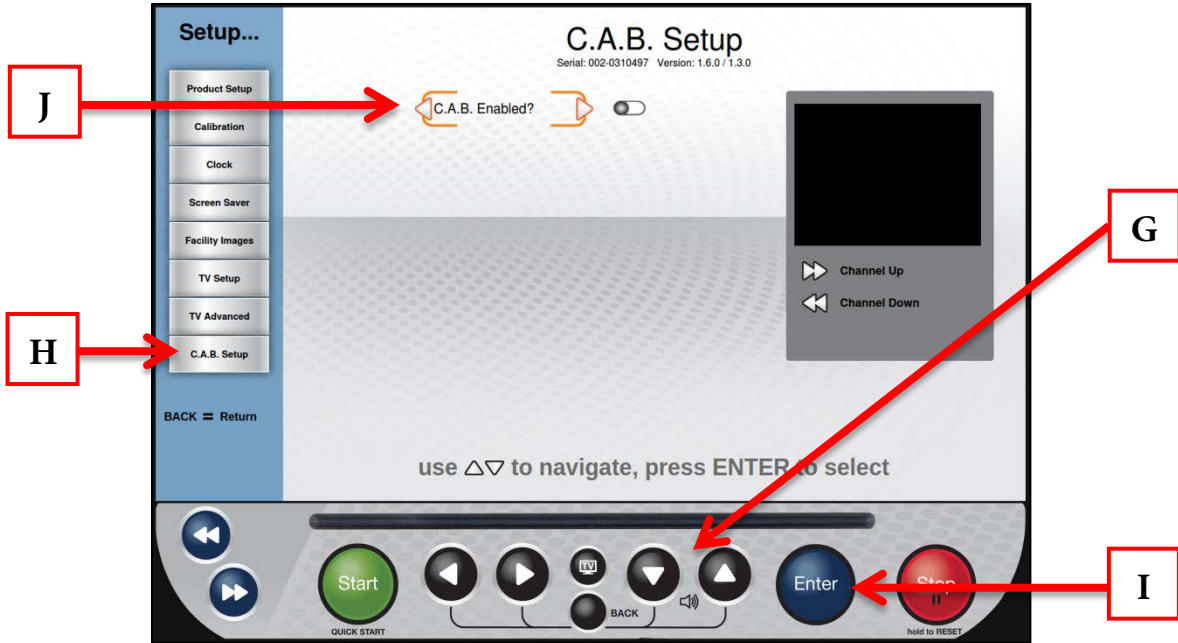 Setup...
C.A.B. Setup
Serial: 002-0310497 Version: 1.6.0 / 1.3.0
J
Product Setup
C.A.B. Enabled?
Calibration
Clock
Screen Saver
G
Facility Images
TV Setup
Channel Up
TV Advanced
Channel Down
H
C.A.B. Setup
BACK = Return
use △▽ to navigate, press ENTER to select
TV
Start
Enter
Stop
I
BACK
QUICK START
hold to RESET